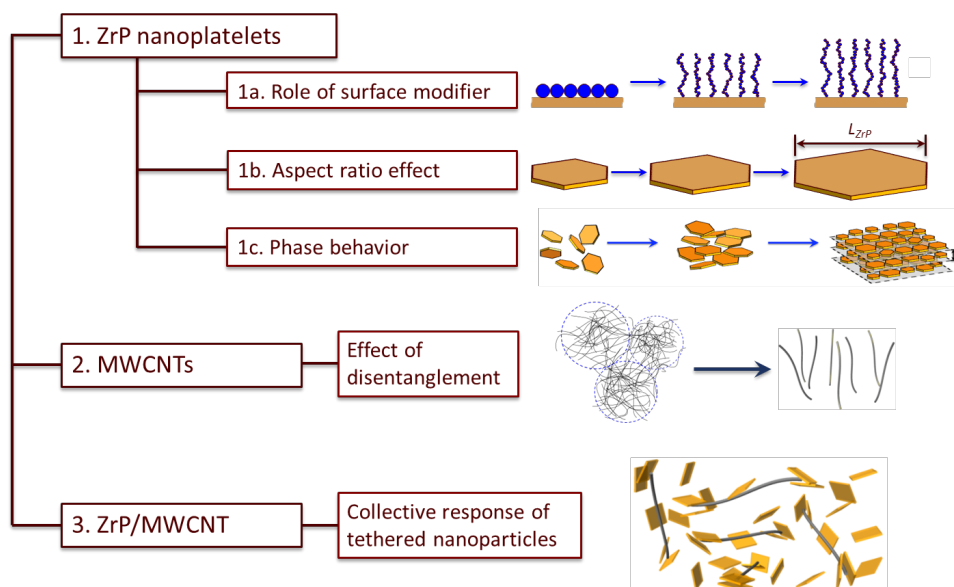 1. ZrP nanoplatelets
1a. Role of surface modifier
1b. Aspect ratio effect
L_ZrP
1c. Phase behavior
2. MWCNTs
Effect of
disentanglement
3. ZrP/MWCNT
Collective response of
tethered nanoparticles